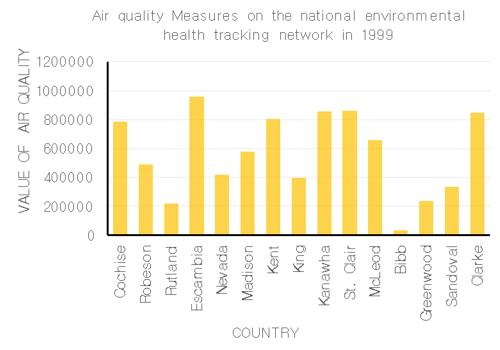 Air quality Measures on the national environmental
health tracking network in 1999
VALUE OF AIR QUALITY
1200000
1000000
800000
600000
400000
200000
0
Cochise
Robeson
Rutland
Escambia
Nevada
Madison
Kent
King
Kanawha
St. Clair
McLeod
Bibb
Greenwood
Sandoval
Clarke
COUNTRY